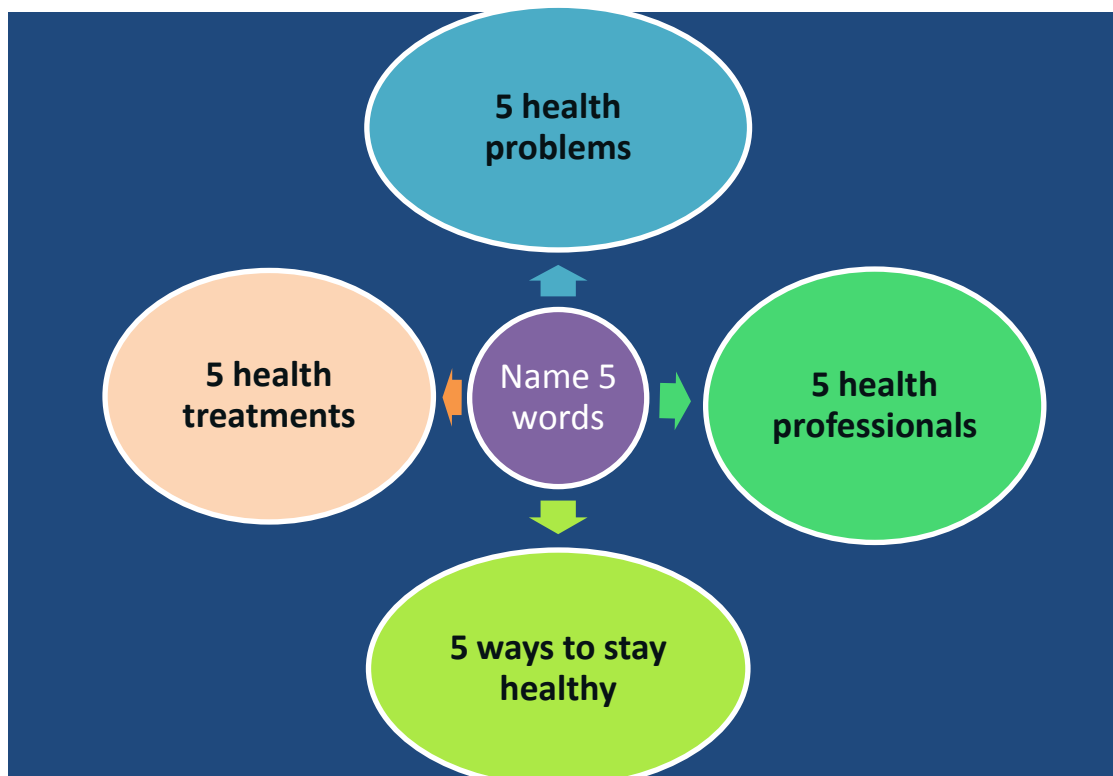 5 health
problems
5 health
treatments
Name 5
words
5 health
professionals
5 ways to stay
healthy